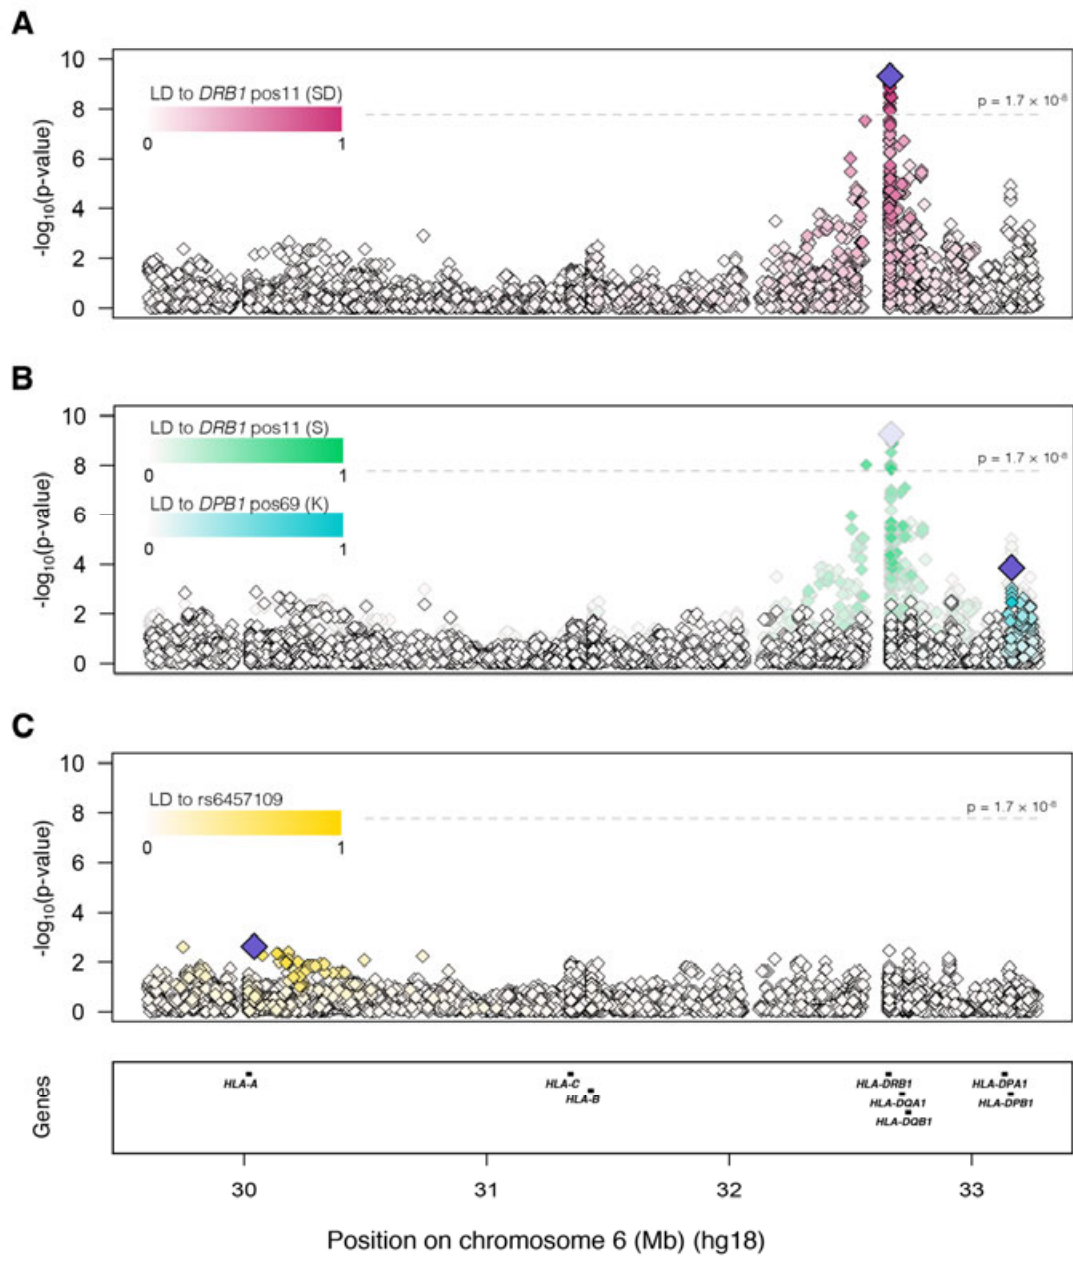 A
10
8
6
4
2
0
-log10(p-value)
LD to DRB1 pos11 (SD)
0 1
p = 1.7 × 10-8
B
10
8
6
4
2
0
-log10(p-value)
LD to DRB1 pos11 (S)
0 1
LD to DPB1 pos69 (K)
0 1
p = 1.7 × 10-8
C
10
8
6
4
2
0
-log10(p-value)
LD to rs6457109
0 1
p = 1.7 × 10-8
Genes
HLA-A HLA-C HLA-DRB1 HLA-DPA1
HLA-B HLA-DQA1 HLA-DPB1
HLA-DQB1
30 31 32 33
Position on chromosome 6 (Mb) (hg18)